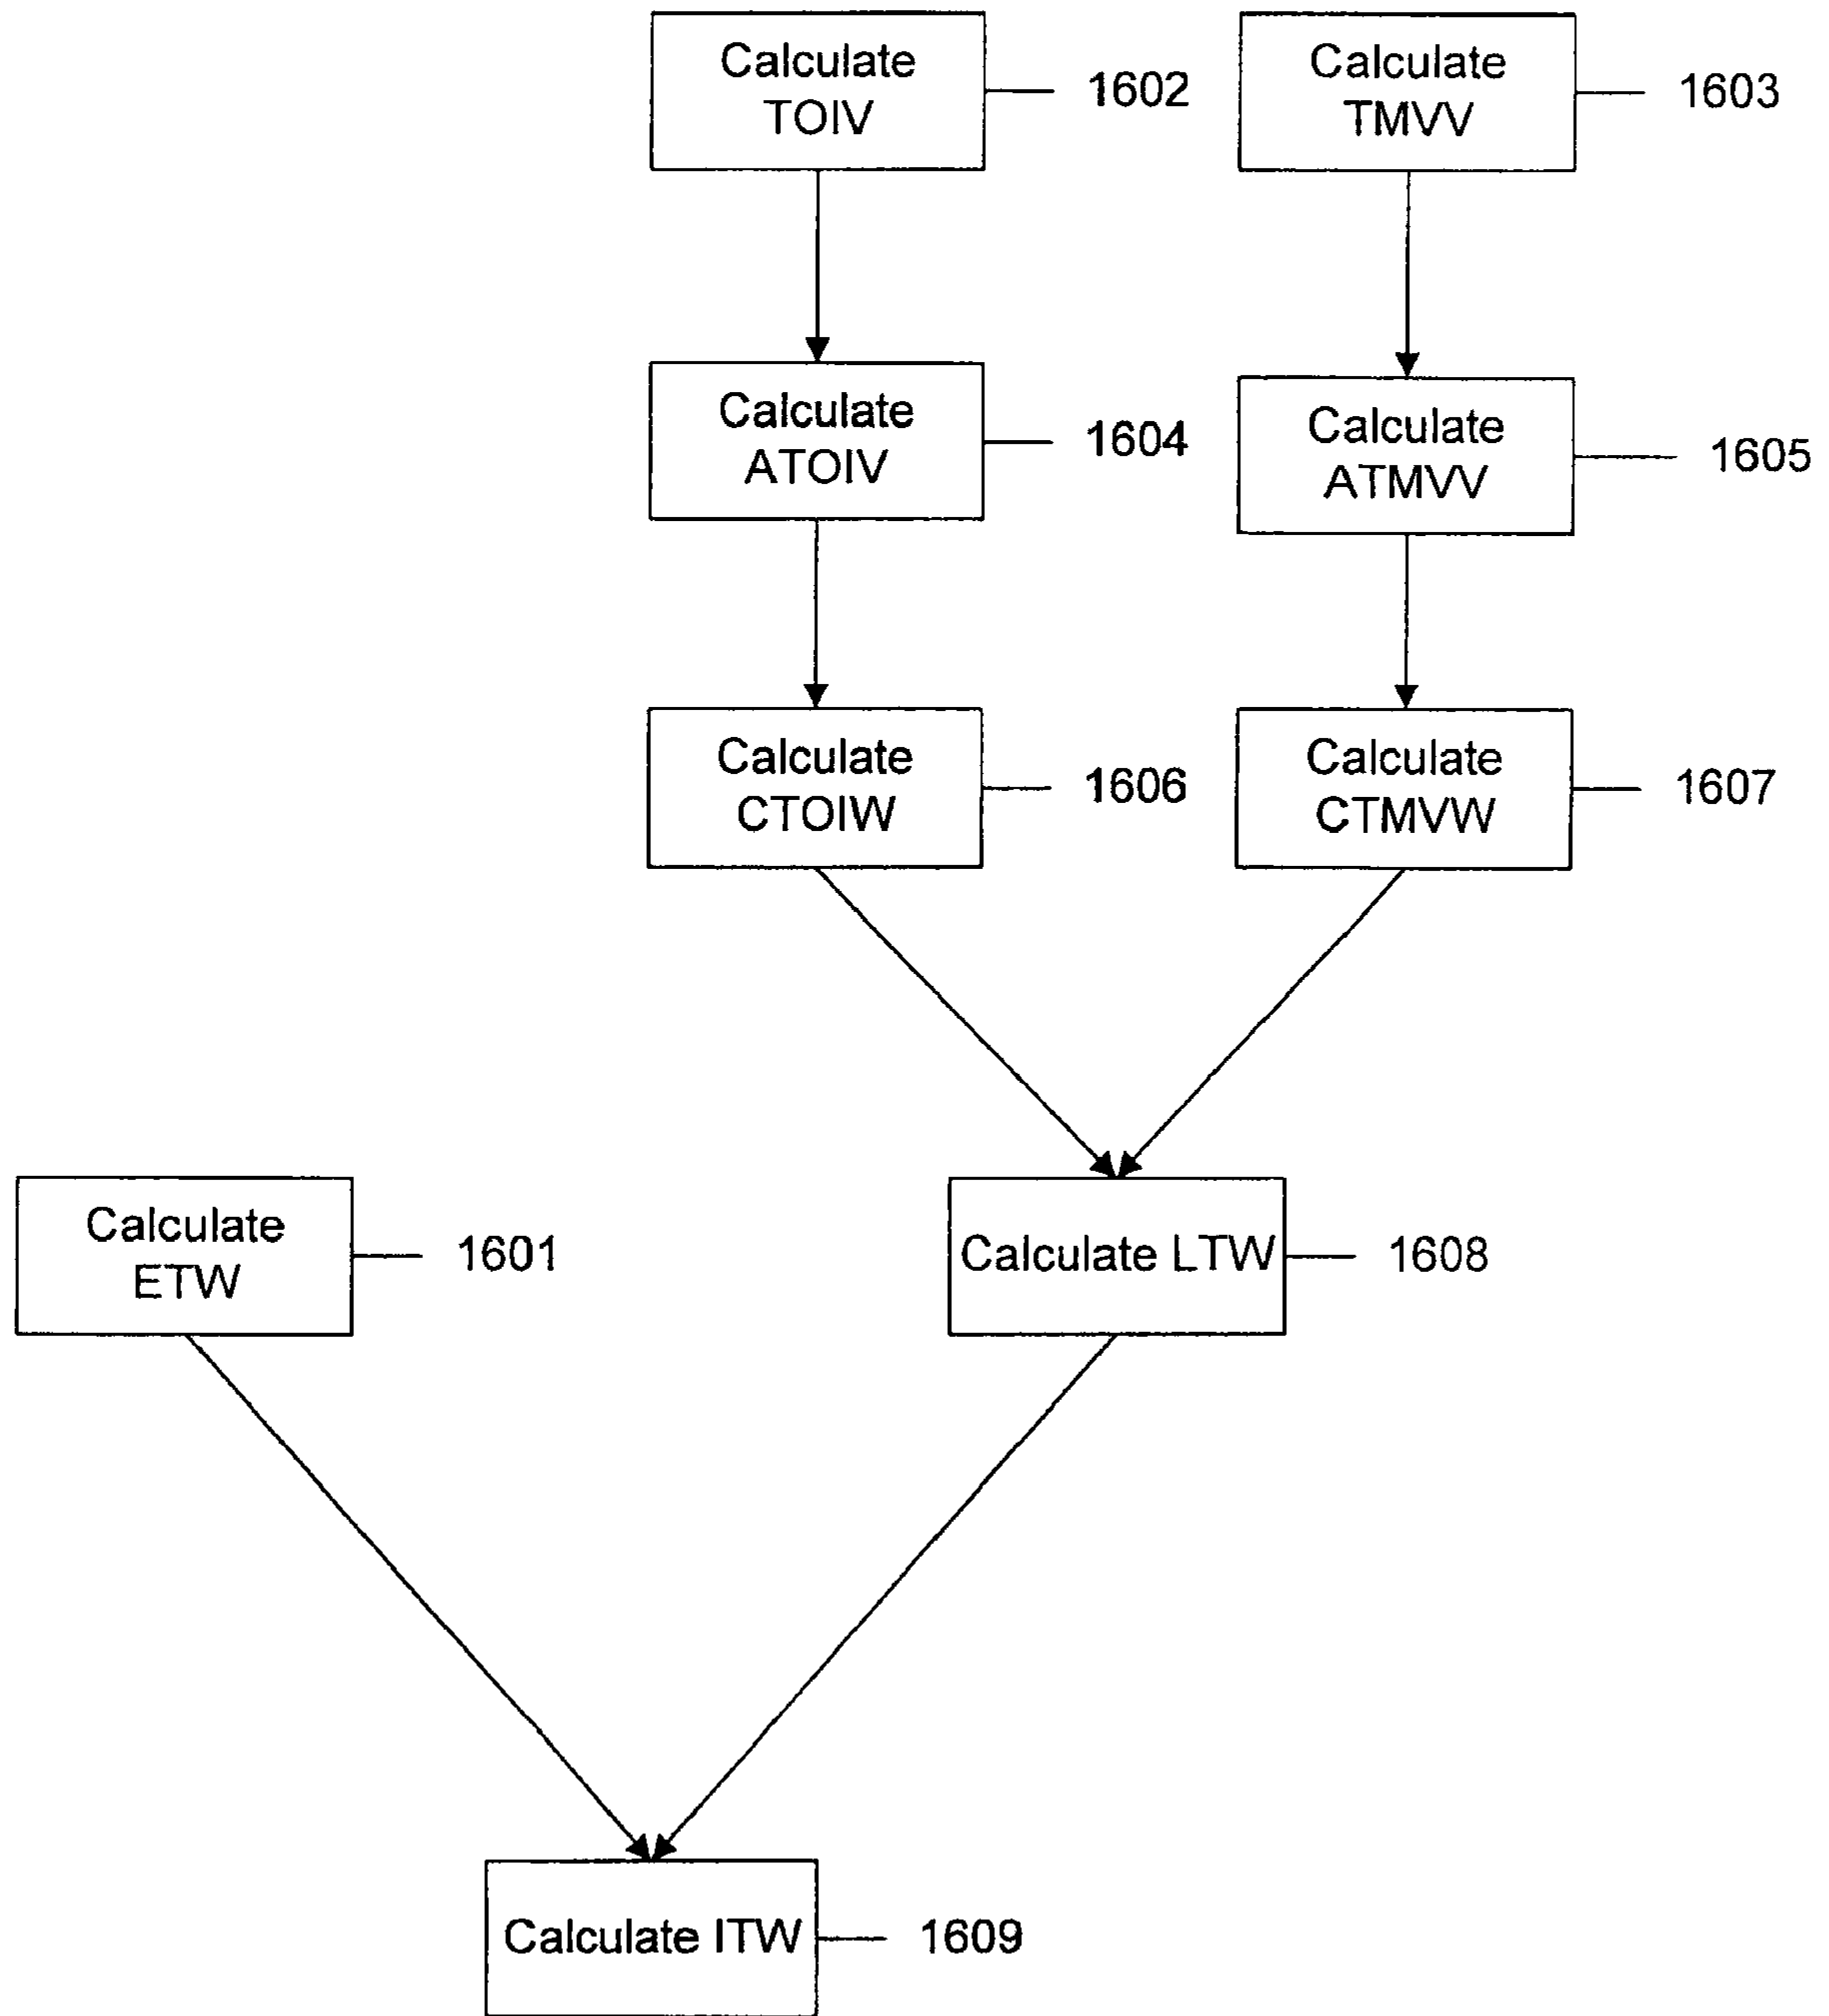 Calculate
TOIV
1602
Calculate
TMVV
1603
Calculate
ATOIV
1604
Calculate
ATMVV
1605
Calculate
CTOIW
1606
Calculate
CTMVW
1607
Calculate
ETW
1601
Calculate LTW
1608
Calculate ITW
1609